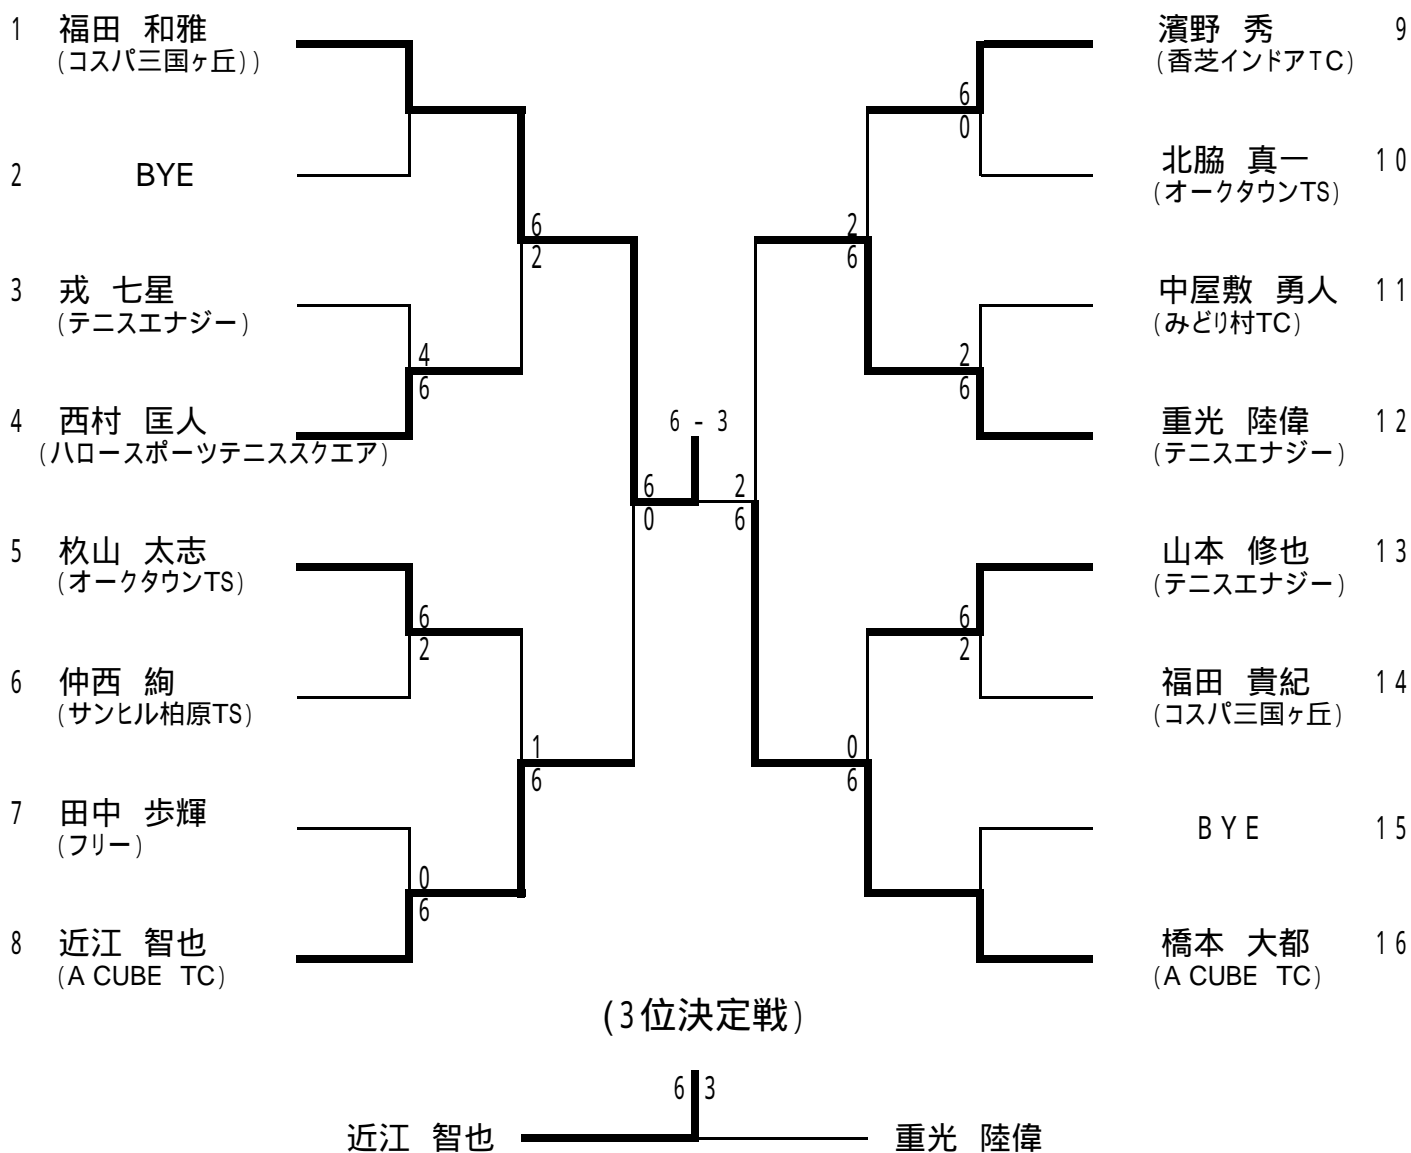 1 福田 和雅
(コスパ三国ヶ丘))
2 BYE
3 戎 七星
(テニスエナジー)
4 西村 匡人
(ハロースポーツテニススクエア)
5 杦山 太志
(オークタウンTS)
6 仲西 絢
(サンヒル柏原TS)
7 田中 歩輝
(フリー)
8 近江 智也
(A CUBE TC)
6
2
4
6
6
2
1
6
0
6
6
0
6 - 3
2
6
6
0
2
6
2
6
6
2
0
6
濱野 秀 9
(香芝インドアTC)
北脇 真一 10
(オークタウンTS)
中屋敷 勇人 11
(みどり村TC)
重光 陸偉 12
(テニスエナジー)
山本 修也 13
(テニスエナジー)
福田 貴紀 14
(コスパ三国ヶ丘)
BYE 15
橋本 大都 16
(A CUBE TC)
(3位決定戦)
6 3
近江 智也 重光 陸偉